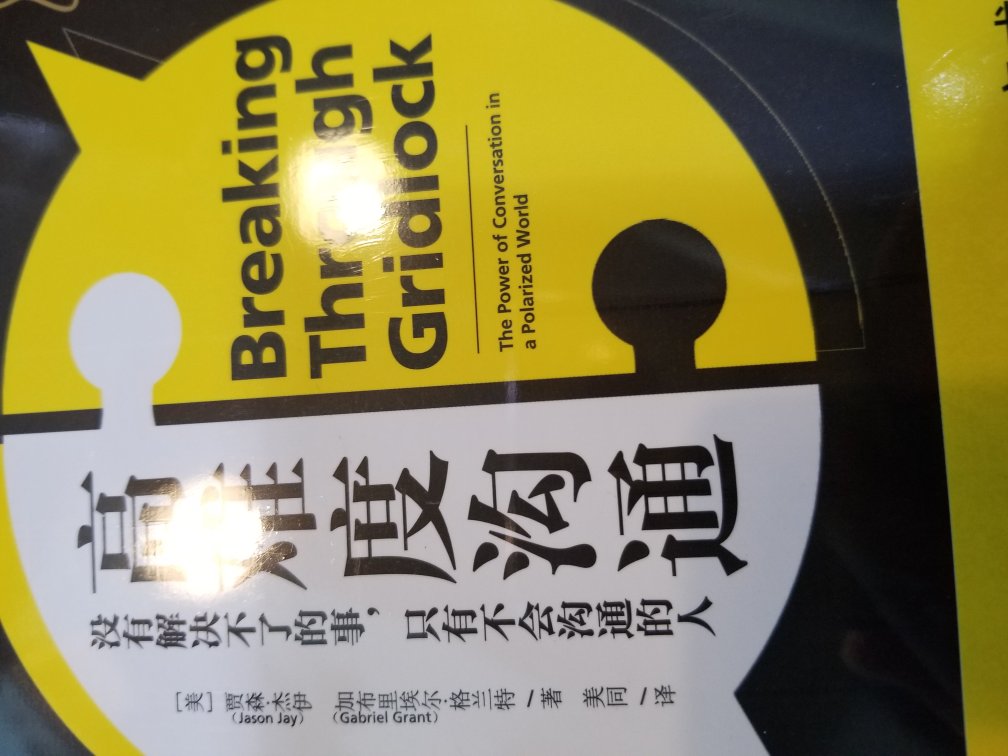 Breaking
Through
Gridlock
The Power of Conversation in
a Polarized World
高难度沟通
没有解决不了的事，只有不会沟通的人
［美］贾森·杰伊 加布里埃尔·格兰特 / 著 美同 / 译
(Jason Jay) (Gabriel Grant)